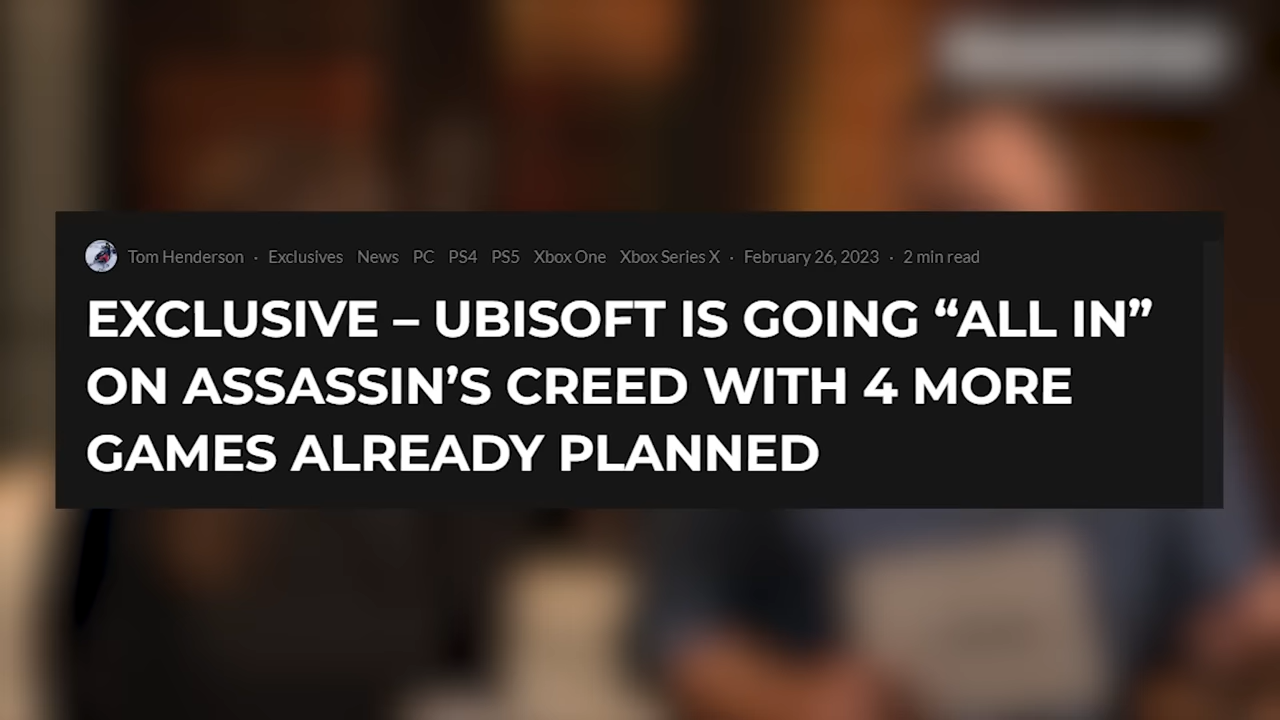 Tom Henderson · Exclusives News PC PS4 PS5 Xbox One Xbox Series X · February 26, 2023 · 2 min read
EXCLUSIVE – UBISOFT IS GOING “ALL IN”
ON ASSASSIN’S CREED WITH 4 MORE
GAMES ALREADY PLANNED